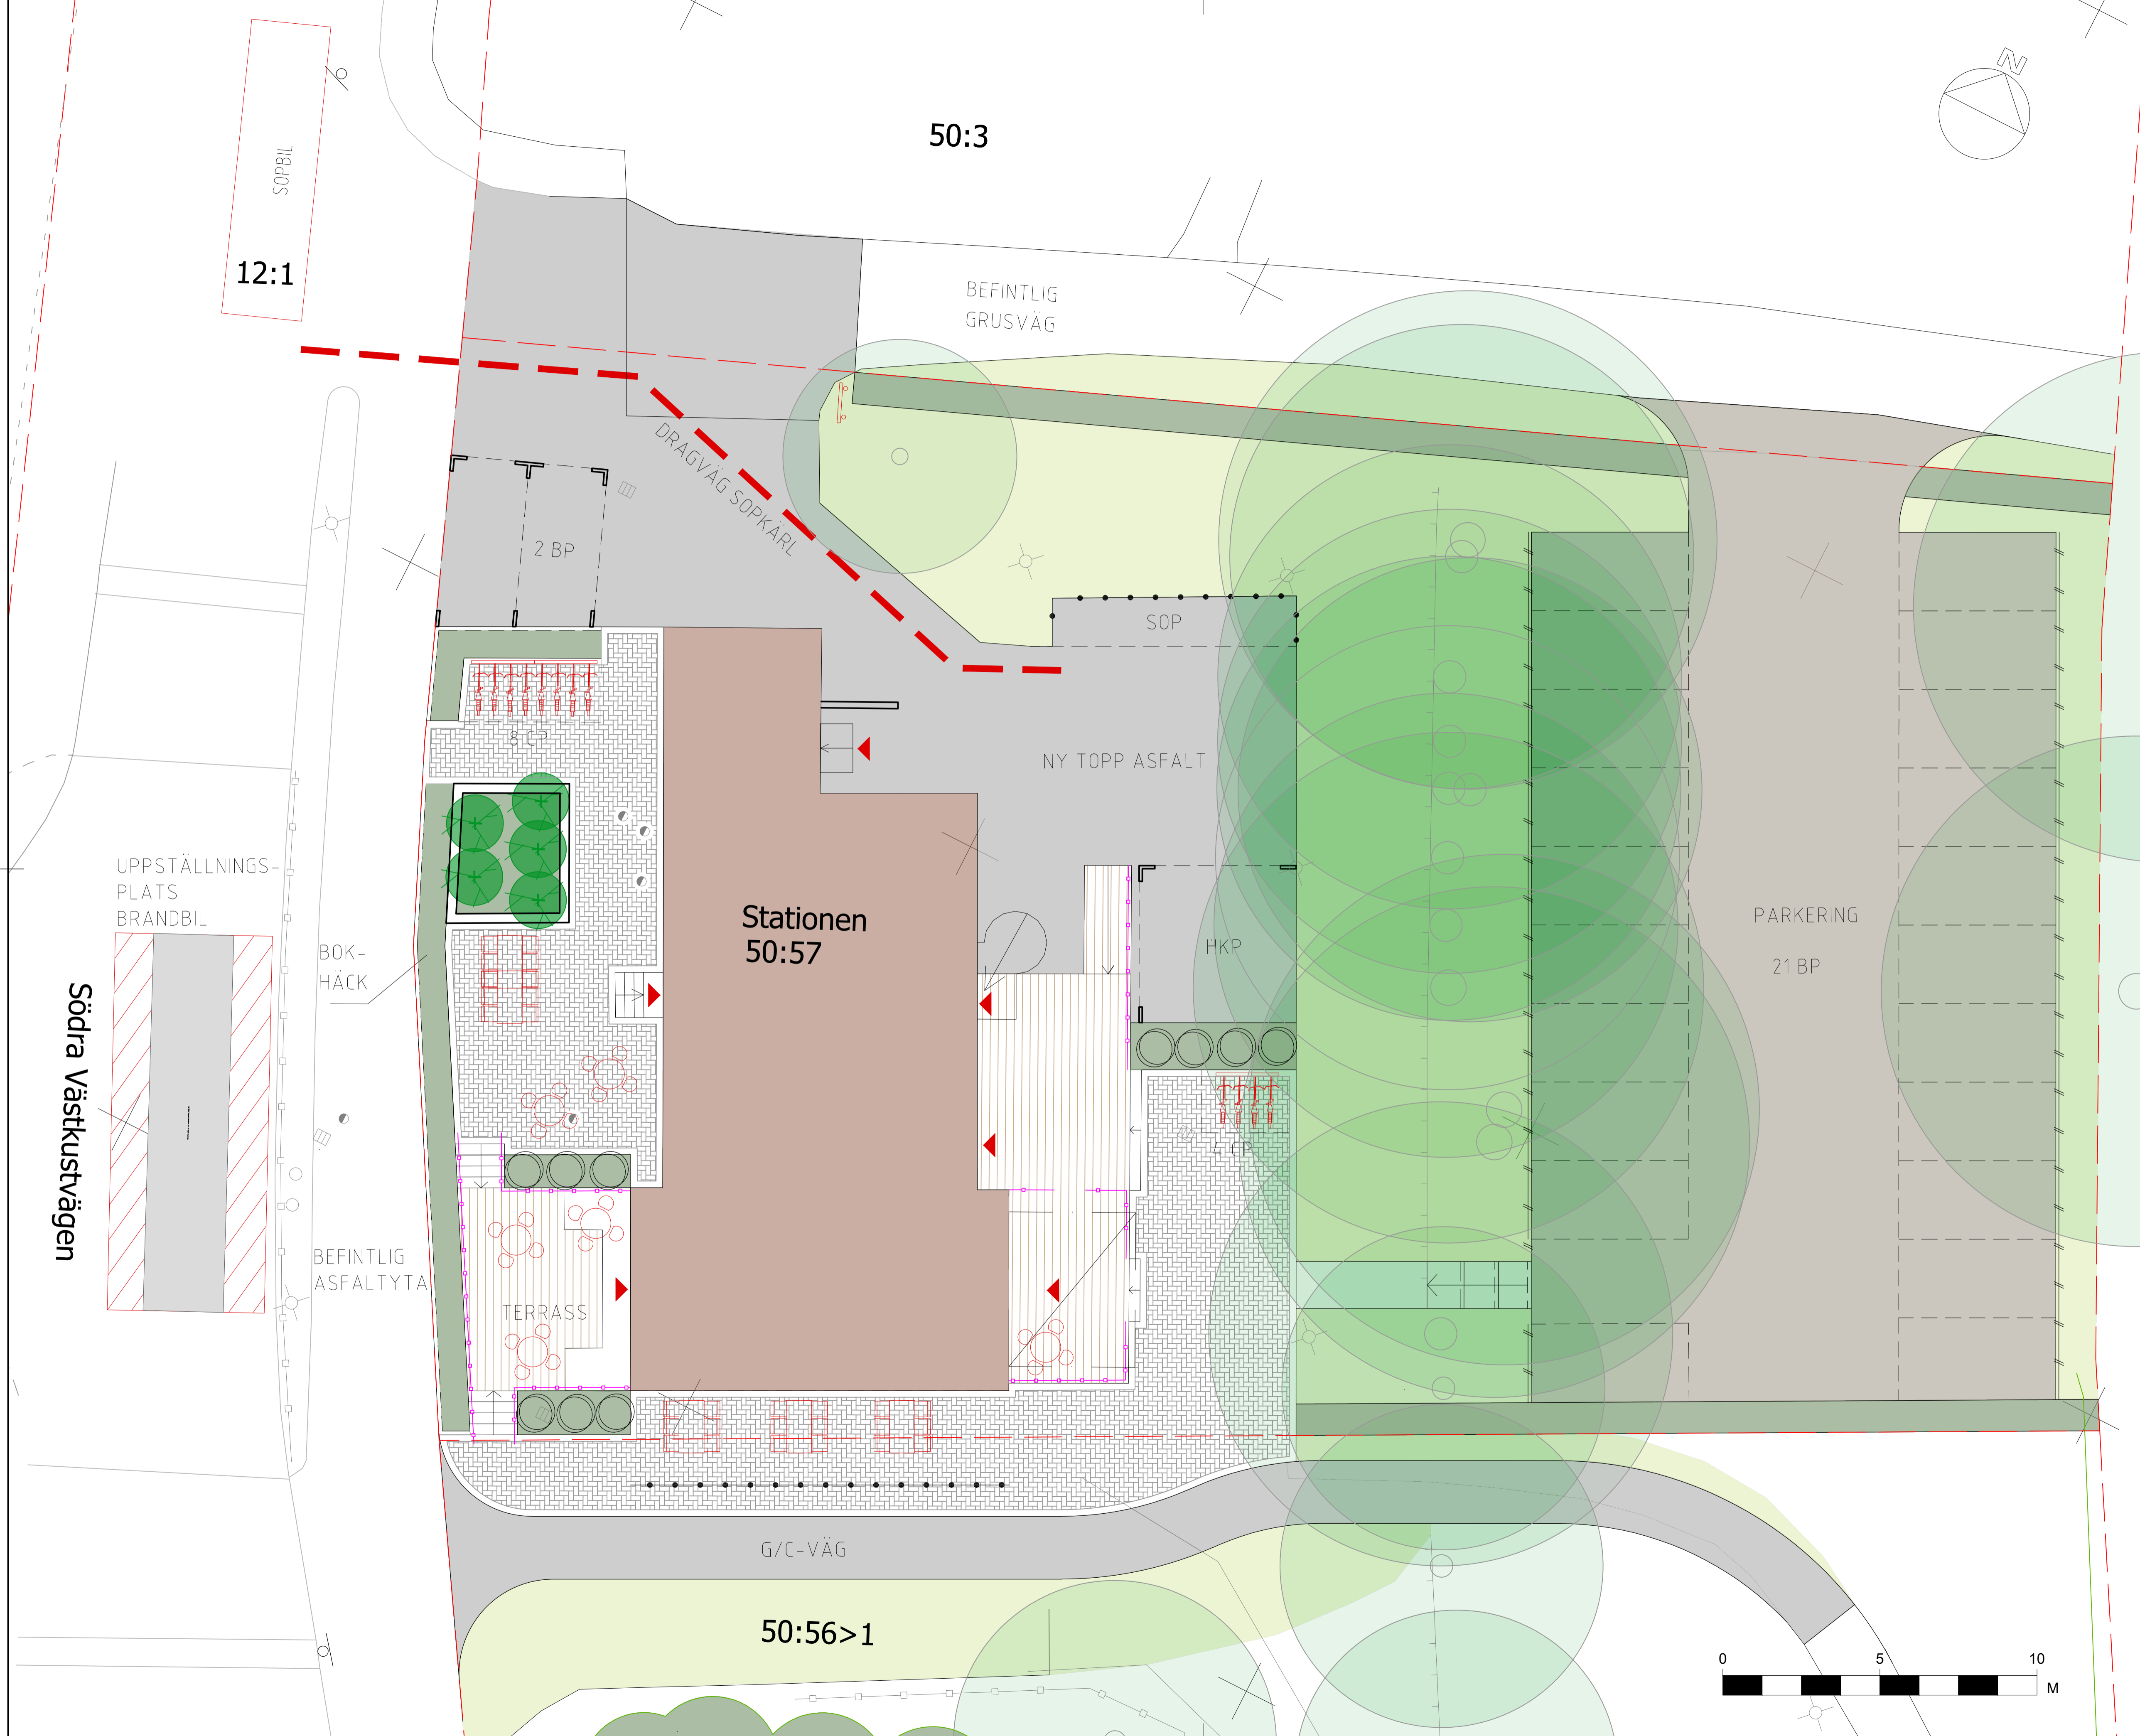 N
50:3
SOPBIL
12:1
BEFINTLIG
GRUSVÄG
DRAGVÄG SOPKÄRL
2 BP
SOP
8 CP
NY TOPP ASFALT
UPPSTÄLLNINGS-
PLATS
BRANDBIL
BOK-
HÄCK
Stationen
50:57
HKP
PARKERING
21 BP
Södra Västkustvägen
4 CP
BEFINTLIG
ASFALTYTA
TERRASS
G/C-VÄG
50:56>1
0 5 10
M